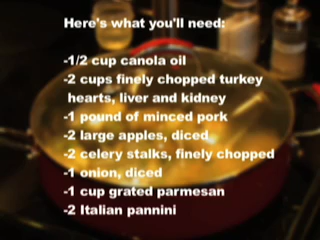 Here's what you'll need:
-1/2 cup canola oil
-2 cups finely chopped turkey
hearts, liver and kidney
-1 pound of minced pork
-2 large apples, diced
-2 celery stalks, finely chopped
-1 onion, diced
-1 cup grated parmesan
-2 Italian pannini